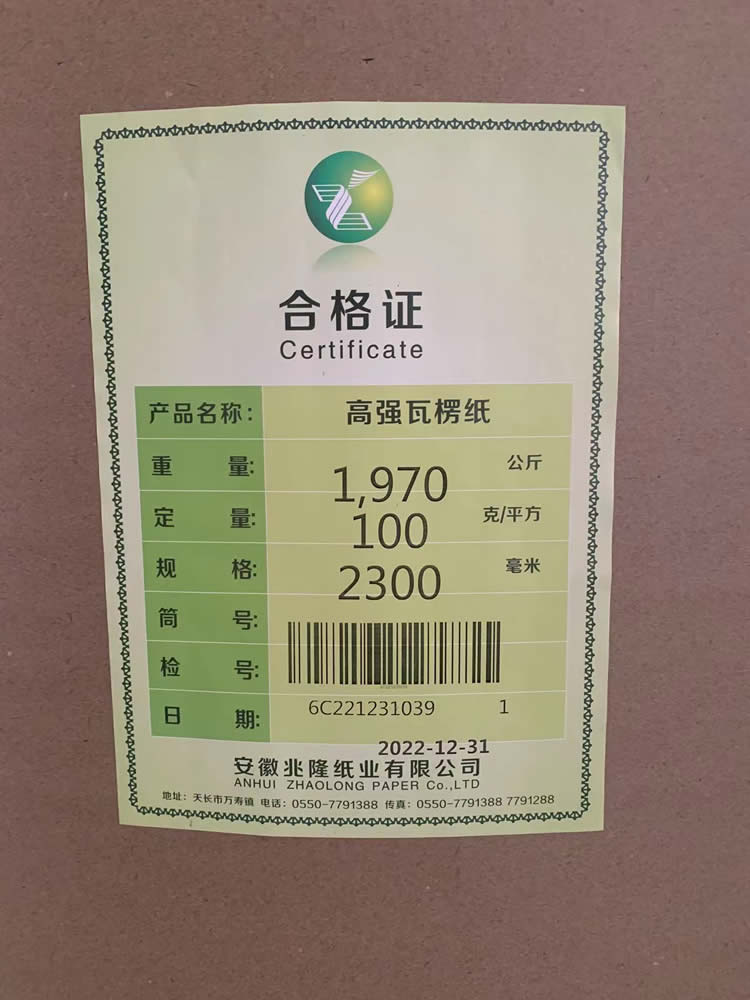 合格证
Certificate
产品名称： 高强瓦楞纸
重 量: 1,970 公斤
定 量: 100 克/平方
规 格: 2300 毫米
筒 号:
检 号:
6C221231039 1
日 期:
2022-12-31
安徽兆隆纸业有限公司
ANHUI ZHAOLONG PAPER Co.,LTD
地址：天长市万寿镇 电话：0550-7791388 传真：0550-7791388 7791288